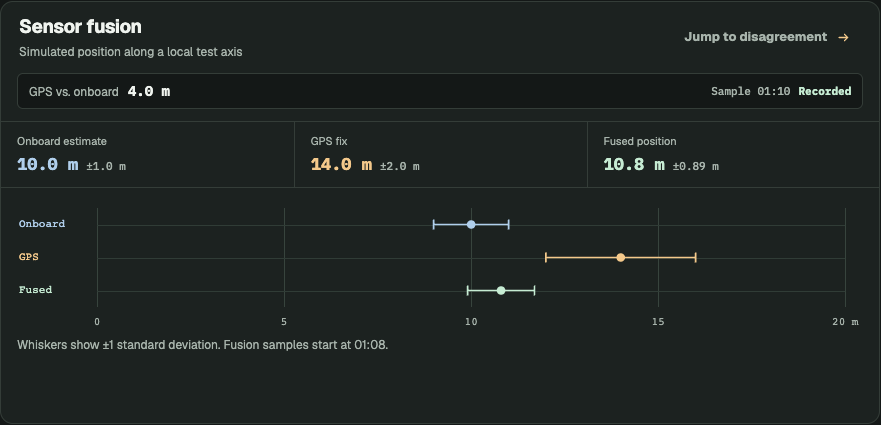 Sensor fusion
Simulated position along a local test axis
Jump to disagreement →
GPS vs. onboard 4.0 m
Sample 01:10 Recorded
Onboard estimate
10.0 m ±1.0 m
GPS fix
14.0 m ±2.0 m
Fused position
10.8 m ±0.89 m
Onboard
GPS
Fused
0 5 10 15 20 m
Whiskers show ±1 standard deviation. Fusion samples start at 01:08.